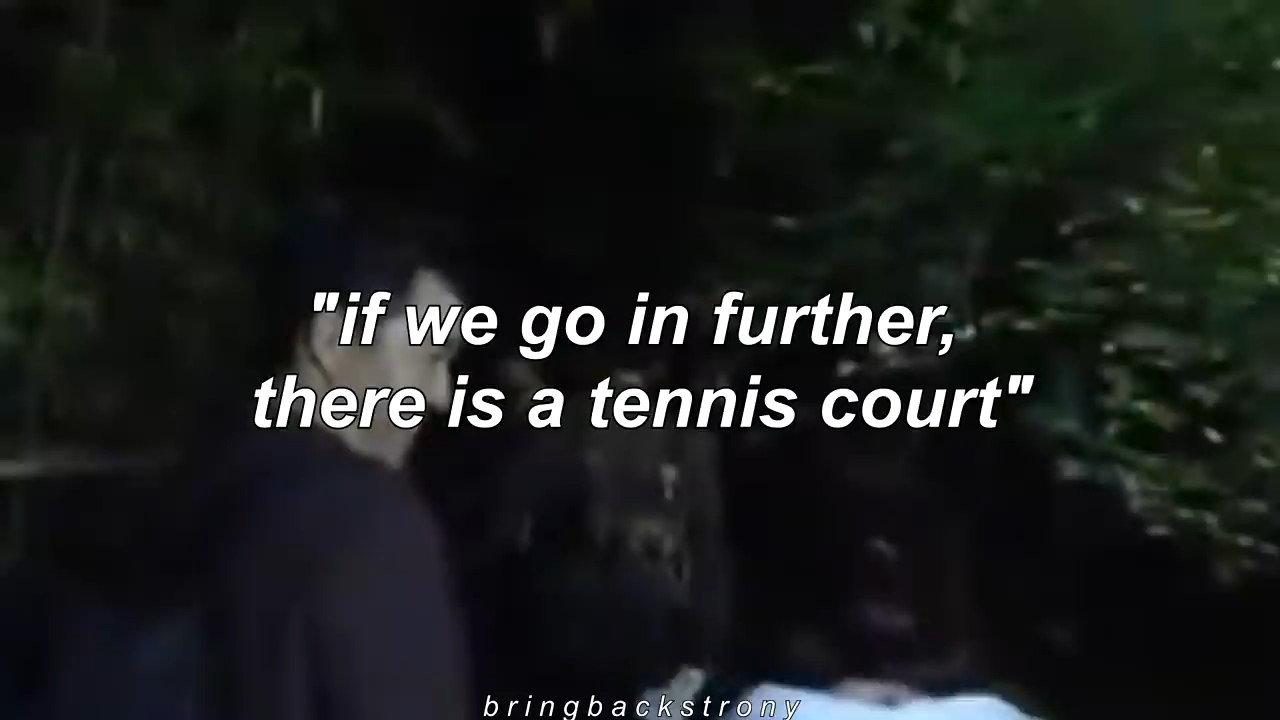 "if we go in further,
there is a tennis court"
bringbackstrony